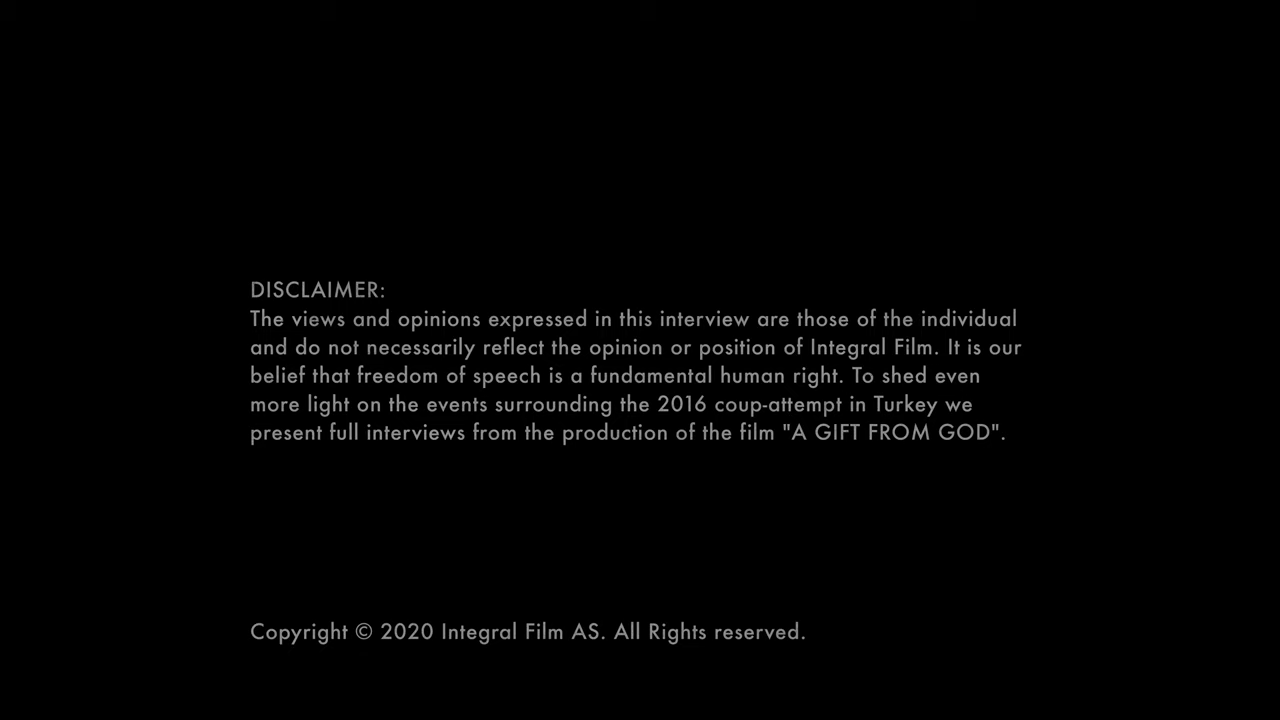 DISCLAIMER:
The views and opinions expressed in this interview are those of the individual
and do not necessarily reflect the opinion or position of Integral Film. It is our
belief that freedom of speech is a fundamental human right. To shed even
more light on the events surrounding the 2016 coup-attempt in Turkey we
present full interviews from the production of the film "A GIFT FROM GOD".
Copyright © 2020 Integral Film AS. All Rights reserved.